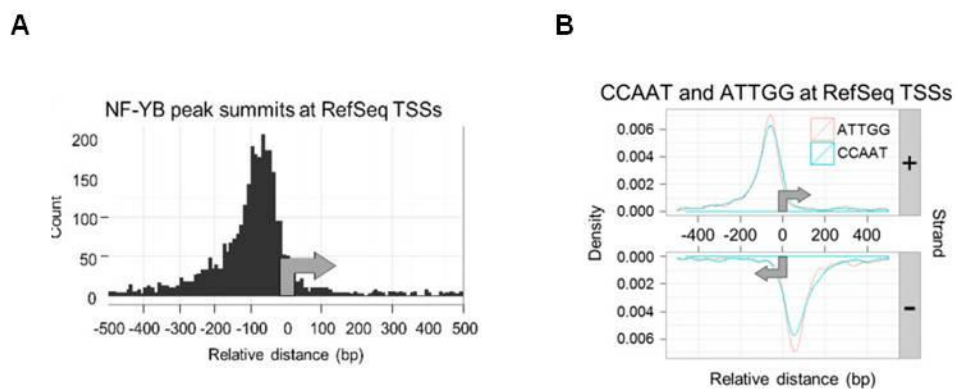 A
B
NF-YB peak summits at RefSeq TSSs
200
150
100
50
0
Count
-500 -400 -300 -200 -100 0 100 200 300 400 500
Relative distance (bp)
CCAAT and ATTGG at RefSeq TSSs
0.006
0.004
0.002
0.000
ATTGG
CCAAT
+
-400 -200 0 200 400
Density
Strand
0.000
0.002
0.004
0.006
-
Relative distance (bp)